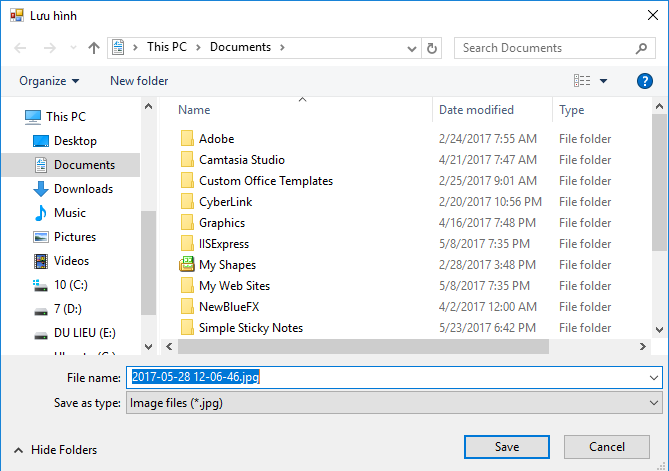 Lưu hình
This PC > Documents >
Search Documents
Organize
New folder
?
This PC
Desktop
Documents
Downloads
Music
Pictures
Videos
10 (C:)
7 (D:)
DU LIEU (E:)
Name Date modified Type
Adobe 2/24/2017 7:55 AM File folder
Camtasia Studio 4/21/2017 7:47 AM File folder
Custom Office Templates 2/25/2017 9:01 AM File folder
CyberLink 2/20/2017 10:56 PM File folder
Graphics 4/16/2017 7:48 PM File folder
IISExpress 5/8/2017 7:35 PM File folder
My Shapes 2/28/2017 3:48 PM File folder
My Web Sites 5/8/2017 7:35 PM File folder
NewBlueFX 4/2/2017 12:00 AM File folder
Simple Sticky Notes 5/23/2017 6:42 PM File folder
File name: 2017-05-28 12-06-46.jpg
Save as type: Image files (*.jpg)
Hide Folders
Save
Cancel